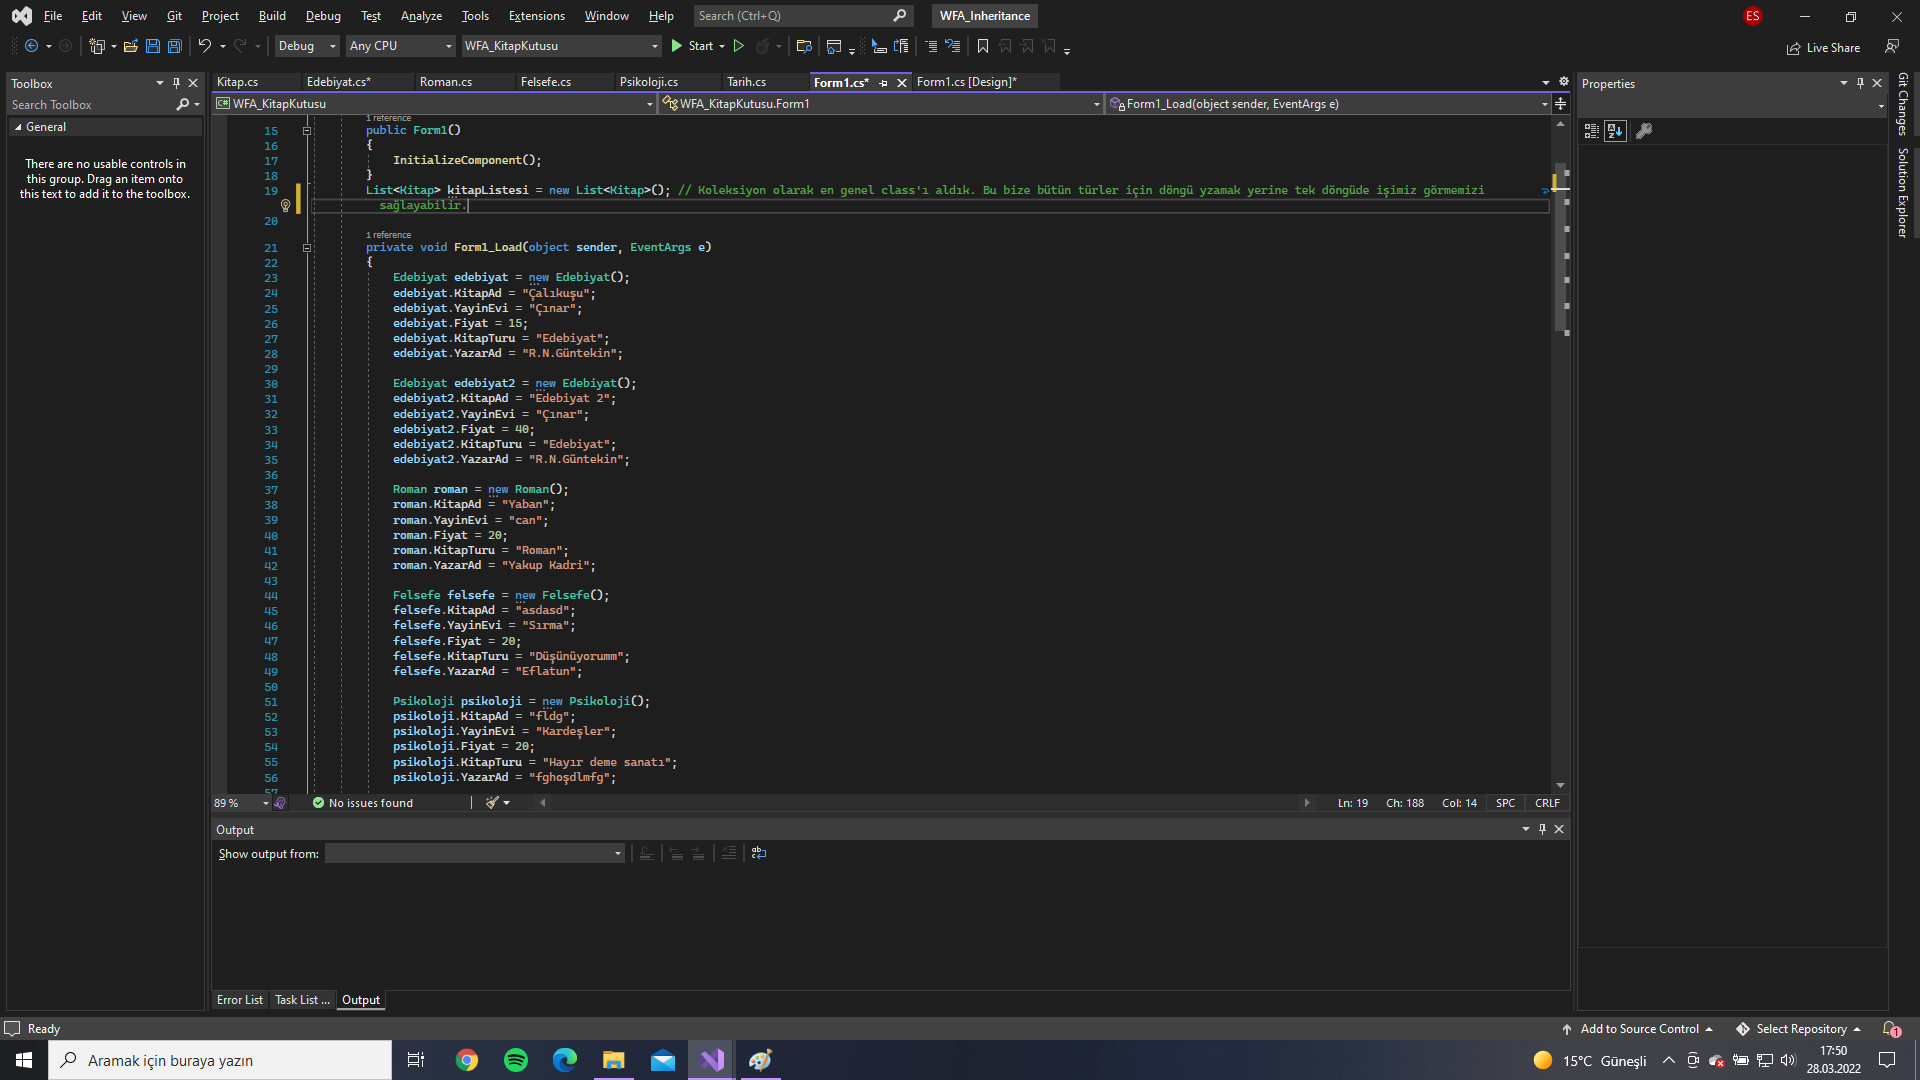 File Edit View Git Project Build Debug Test Analyze Tools Extensions Window Help Search (Ctrl+Q) WFA_Inheritance ES
Debug Any CPU WFA_KitapKutusu Start Live Share
Toolbox
Search Toolbox
General
There are no usable controls in
this group. Drag an item onto
this text to add it to the toolbox.
Kitap.cs Edebiyat.cs* Roman.cs Felsefe.cs Psikoloji.cs Tarih.cs Form1.cs* Form1.cs [Design]*
WFA_KitapKutusu WFA_KitapKutusu.Form1 Form1_Load(object sender, EventArgs e)
1 reference
15 public Form1()
16 {
17 InitializeComponent();
18 }
19 List<Kitap> kitapListesi = new List<Kitap>(); // Koleksiyon olarak en genel class'ı aldık. Bu bize bütün türler için döngü yzamak yerine tek döngüde işimiz görmemizi
sağlayabilir.
20
1 reference
21 private void Form1_Load(object sender, EventArgs e)
22 {
23 Edebiyat edebiyat = new Edebiyat();
24 edebiyat.KitapAd = "Çalıkuşu";
25 edebiyat.YayinEvi = "Çınar";
26 edebiyat.Fiyat = 15;
27 edebiyat.KitapTuru = "Edebiyat";
28 edebiyat.YazarAd = "R.N.Güntekin";
29
30 Edebiyat edebiyat2 = new Edebiyat();
31 edebiyat2.KitapAd = "Edebiyat 2";
32 edebiyat2.YayinEvi = "Çınar";
33 edebiyat2.Fiyat = 40;
34 edebiyat2.KitapTuru = "Edebiyat";
35 edebiyat2.YazarAd = "R.N.Güntekin";
36
37 Roman roman = new Roman();
38 roman.KitapAd = "Yaban";
39 roman.YayinEvi = "can";
40 roman.Fiyat = 20;
41 roman.KitapTuru = "Roman";
42 roman.YazarAd = "Yakup Kadri";
43
44 Felsefe felsefe = new Felsefe();
45 felsefe.KitapAd = "asdasd";
46 felsefe.YayinEvi = "Sırma";
47 felsefe.Fiyat = 20;
48 felsefe.KitapTuru = "Düşünüyorumm";
49 felsefe.YazarAd = "Eflatun";
50
51 Psikoloji psikoloji = new Psikoloji();
52 psikoloji.KitapAd = "fldg";
53 psikoloji.YayinEvi = "Kardeşler";
54 psikoloji.Fiyat = 20;
55 psikoloji.KitapTuru = "Hayır deme sanatı";
56 psikoloji.YazarAd = "fghoşdlmfg";
57
89 % No issues found Ln: 19 Ch: 188 Col: 14 SPC CRLF
Output
Show output from:
Error List Task List ... Output
Properties
Git Changes
Solution Explorer
Ready Add to Source Control Select Repository 1
Aramak için buraya yazın 15°C Güneşli 17:50
28.03.2022